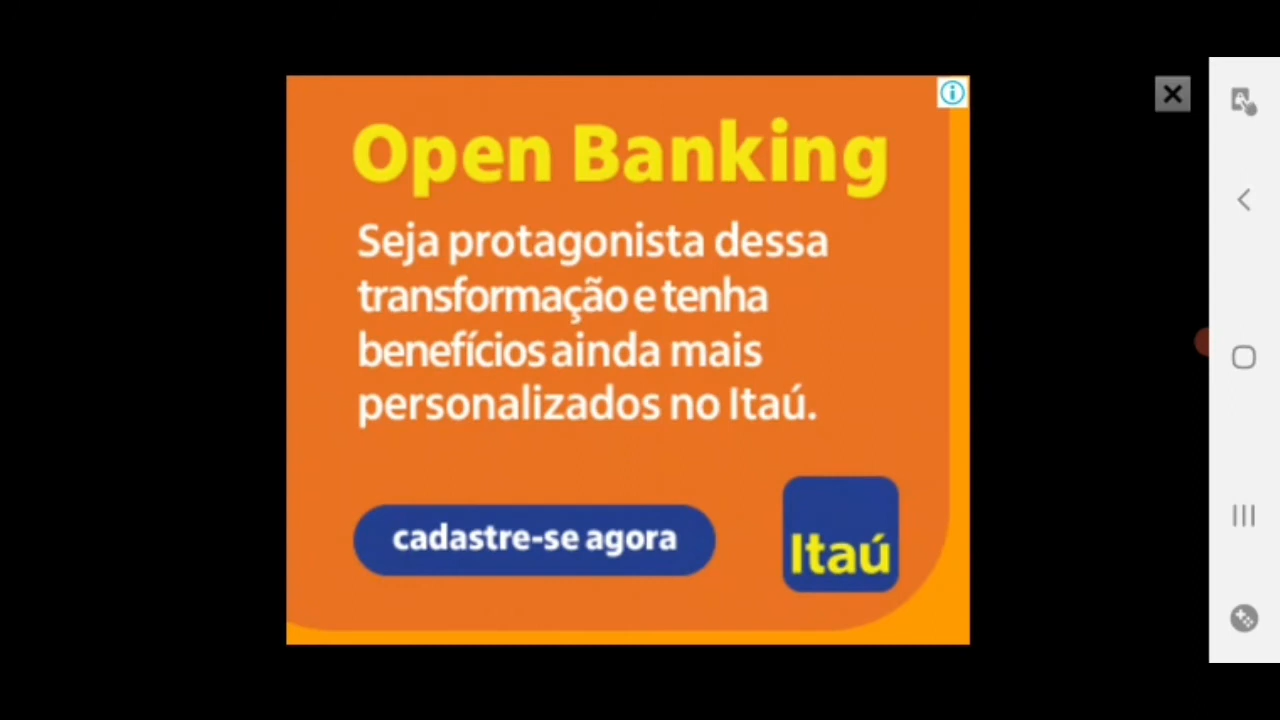 Open Banking
Seja protagonista dessa
transformação e tenha
benefícios ainda mais
personalizados no Itaú.
cadastre-se agora
Itaú